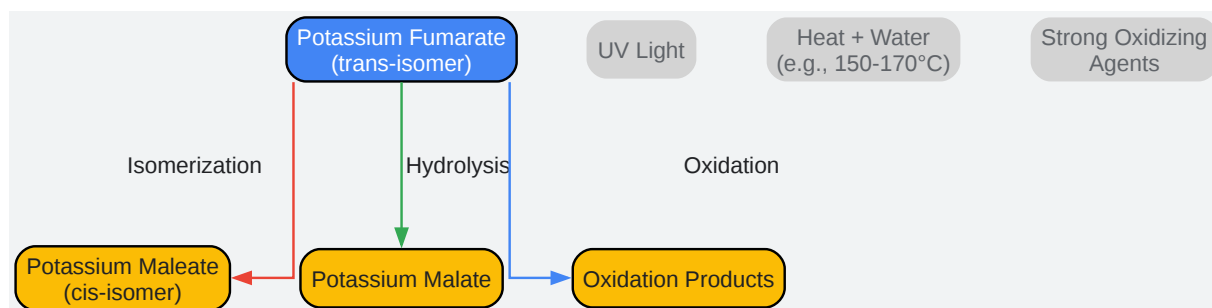 Potassium Fumarate
(trans-isomer)
UV Light
Heat + Water
(e.g., 150-170°C)
Strong Oxidizing
Agents
Isomerization
Hydrolysis
Oxidation
Potassium Maleate
(cis-isomer)
Potassium Malate
Oxidation Products